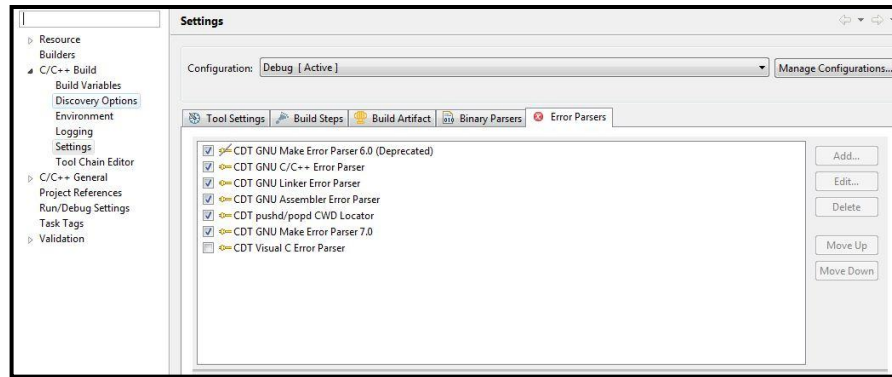 Resource
Builders
C/C++ Build
Build Variables
Discovery Options
Environment
Logging
Settings
Tool Chain Editor
C/C++ General
Project References
Run/Debug Settings
Task Tags
Validation
Settings
Configuration: Debug [ Active ] Manage Configurations...
Tool Settings Build Steps Build Artifact Binary Parsers Error Parsers
CDT GNU Make Error Parser 6.0 (Deprecated)
CDT GNU C/C++ Error Parser
CDT GNU Linker Error Parser
CDT GNU Assembler Error Parser
CDT pushd/popd CWD Locator
CDT GNU Make Error Parser 7.0
CDT Visual C Error Parser
Add...
Edit...
Delete
Move Up
Move Down